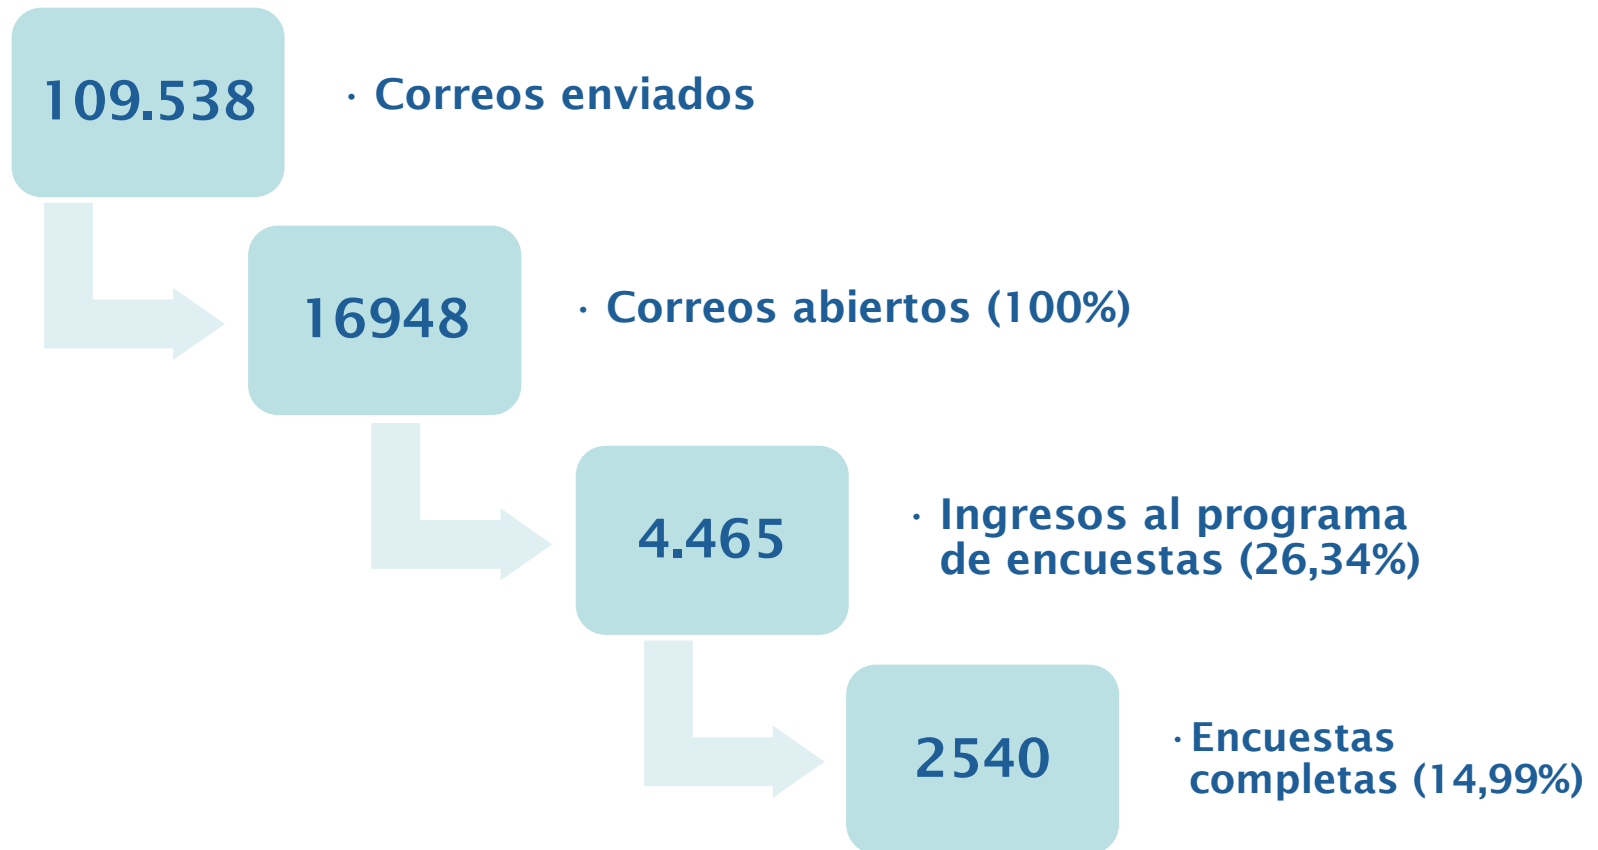 109.538
· Correos enviados
16948
· Correos abiertos (100%)
4.465
· Ingresos al programa
de encuestas (26,34%)
2540
· Encuestas
completas (14,99%)